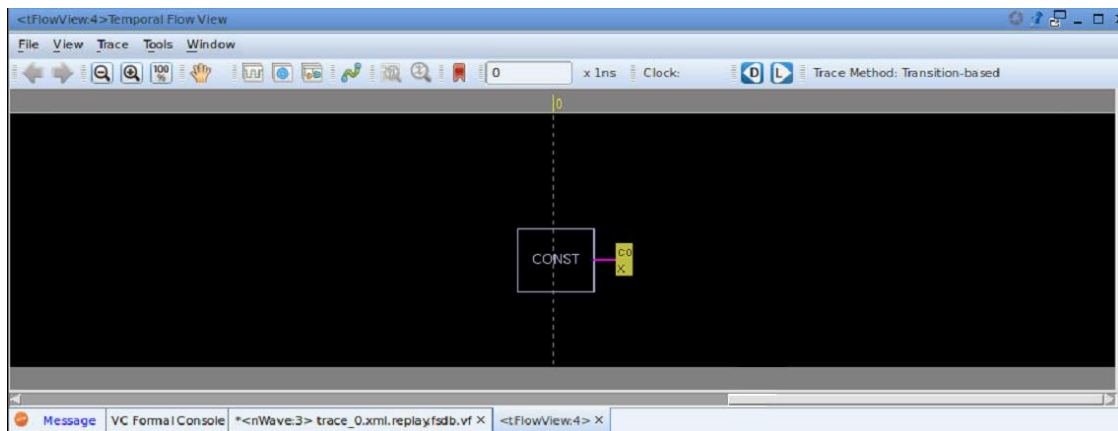 <tFlowView:4>Temporal Flow View
File View Trace Tools Window
100 % 0 x 1ns Clock: D L Trace Method: Transition-based
0
CONST
C0
X
Message VC Formal Console *<nWave:3> trace_0.xml.replay.fsdb.vf X <tFlowView:4> X